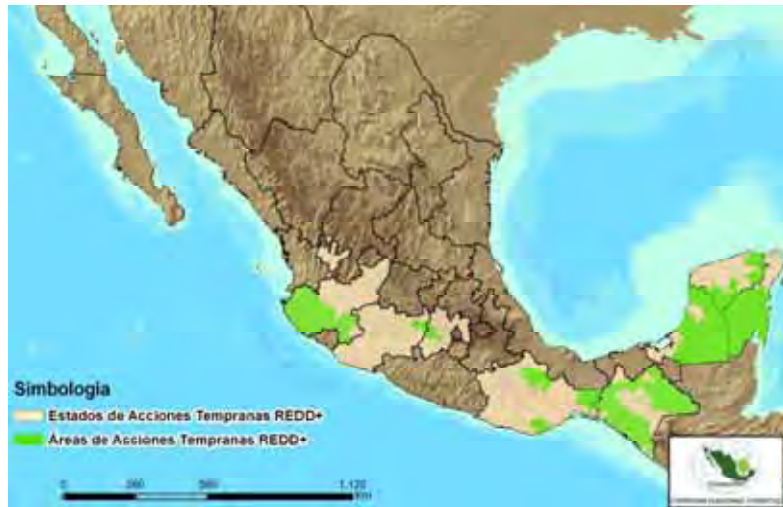 Simbología
Estados de Acciones Tempranas REDD+
Áreas de Acciones Tempranas REDD+
0 280 560 1,120
Km